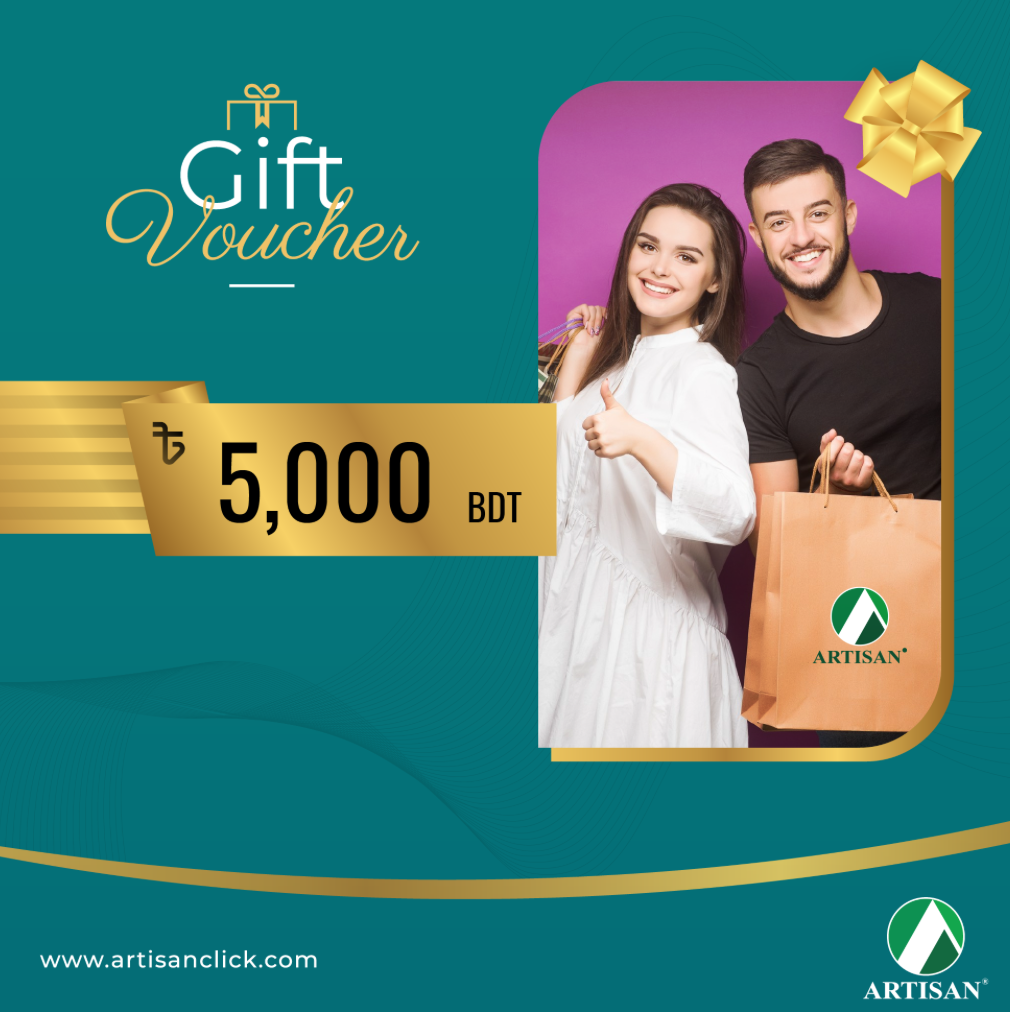 Gift
Voucher
৳ 5,000 BDT
ARTISAN
www.artisanclick.com
ARTISAN®